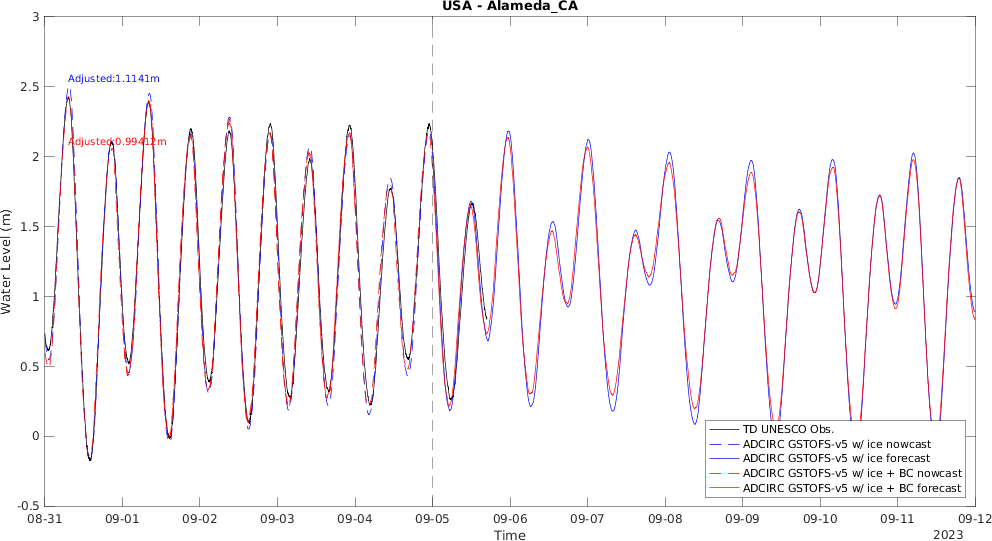 USA - Alameda_CA
3
2.5
2
1.5
1
0.5
0
-0.5
Water Level (m)
Adjusted:1.1141m
Adjusted:0.99412m
TD UNESCO Obs.
ADCIRC GSTOFS-v5 w/ ice nowcast
ADCIRC GSTOFS-v5 w/ ice forecast
ADCIRC GSTOFS-v5 w/ ice + BC nowcast
ADCIRC GSTOFS-v5 w/ ice + BC forecast
08-31 09-01 09-02 09-03 09-04 09-05 09-06 09-07 09-08 09-09 09-10 09-11 09-12
Time
2023